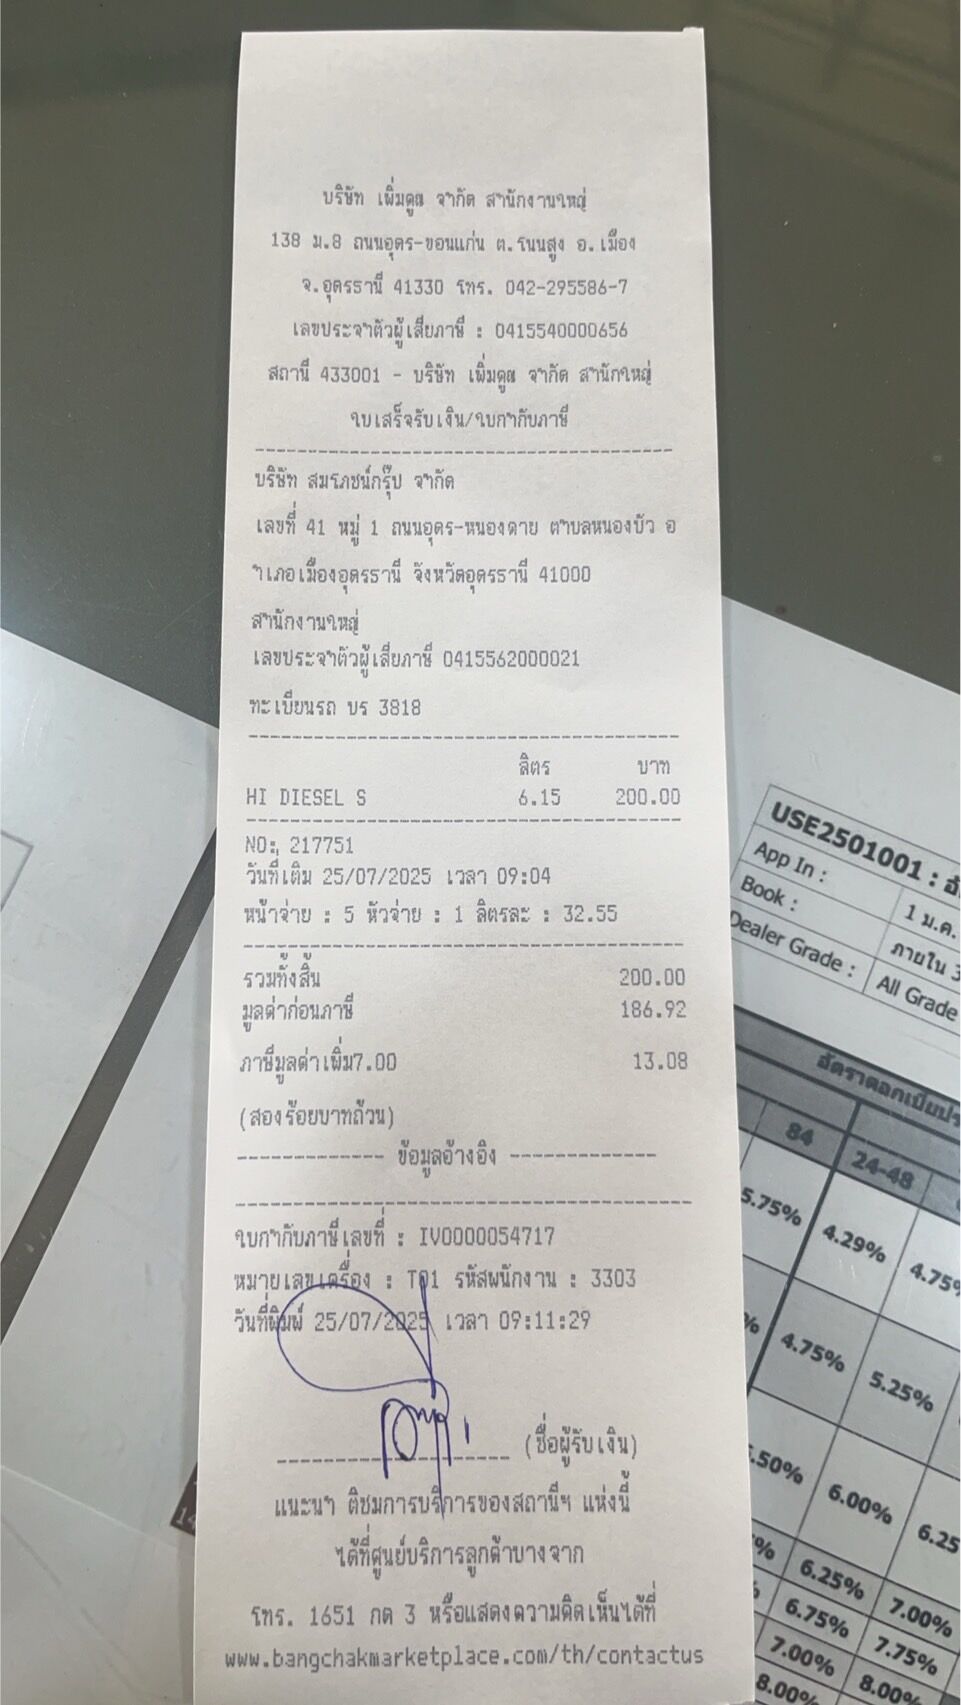 บริษัท เพิ่มคูณ จำกัด สำนักงานใหญ่
138 ม.8 ถนนอุดร-ขอนแก่น ต.โนนสูง อ.เมือง
จ.อุดรธานี 41330 โทร. 042-295586-7
เลขประจำตัวผู้เสียภาษี : 0415540000656
สถานี 433001 - บริษัท เพิ่มคูณ จำกัด สำนักใหญ่
ใบเสร็จรับเงิน/ใบกำกับภาษี
บริษัท สมโภชน์กรุ๊ป จำกัด
เลขที่ 41 หมู่ 1 ถนนอุดร-หนองคาย ตำบลหนองบัว อ
ำเภอเมืองอุดรธานี จังหวัดอุดรธานี 41000
สำนักงานใหญ่
เลขประจำตัวผู้เสียภาษี 0415562000021
ทะเบียนรถ บร 3818
ลิตร บาท
HI DIESEL S 6.15 200.00
NO: 217751
วันที่เติม 25/07/2025 เวลา 09:04
หน้าจ่าย : 5 หัวจ่าย : 1 ลิตรละ : 32.55
รวมทั้งสิ้น 200.00
มูลค่าก่อนภาษี 186.92
ภาษีมูลค่าเพิ่ม7.00 13.08
(สองร้อยบาทถ้วน)
------------ ข้อมูลอ้างอิง ------------
ใบกำกับภาษีเลขที่ : IV0000054717
หมายเลขเครื่อง : T01 รหัสพนักงาน : 3303
วันที่พิมพ์ 25/07/2025 เวลา 09:11:29
(ชื่อผู้รับเงิน)
แนะนำ ติชมการบริการของสถานีฯ แห่งนี้
ได้ที่ศูนย์บริการลูกค้าบางจาก
โทร. 1651 กด 3 หรือแสดงความคิดเห็นได้ที่
www.bangchakmarketplace.com/th/contactus
USE2501001 :
App In : 1 ม.ค.
Book : ภายใน 3
Dealer Grade : All Grade
84 24-48
5.75% 4.29% 4.75%
4.75% 5.25%
6.00% 6.25
6.25% 7.00%
6.75% 7.75%
7.00% 8.00%
8.00%